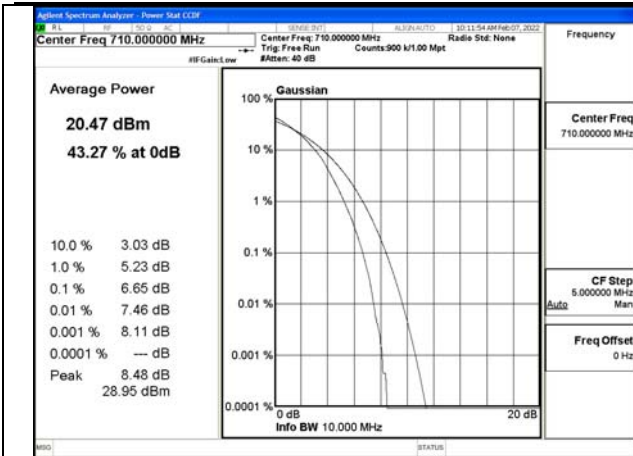 Agilent Spectrum Analyzer - Power Stat CCDF
RL RF 50 Ω AC SENSE:INT ALIGNAUTO 10:11:54 AM Feb 07, 2022
Center Freq 710.000000 MHz
Center Freq: 710.000000 MHz Radio Std: None
Trig: Free Run Counts:900 k/1.00 Mpt
#IFGain:Low #Atten: 40 dB
Frequency
Average Power
20.47 dBm
43.27 % at 0dB
10.0 % 3.03 dB
1.0 % 5.23 dB
0.1 % 6.65 dB
0.01 % 7.46 dB
0.001 % 8.11 dB
0.0001 % --- dB
Peak 8.48 dB
28.95 dBm
Gaussian
100 %
10 %
1 %
0.1 %
0.01 %
0.001 %
0.0001 %
0 dB 20 dB
Info BW 10.000 MHz
Center Freq
710.000000 MHz
CF Step
5.000000 MHz
Auto Man
Freq Offset
0 Hz
MSG STATUS